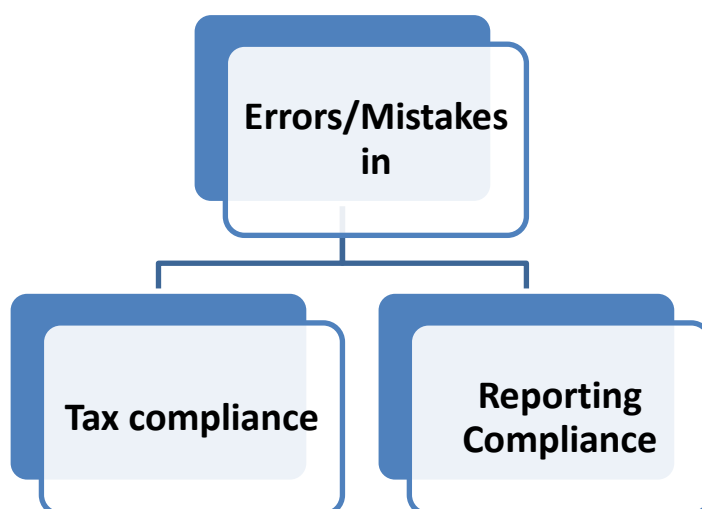 Errors/Mistakes
in
Tax compliance
Reporting
Compliance